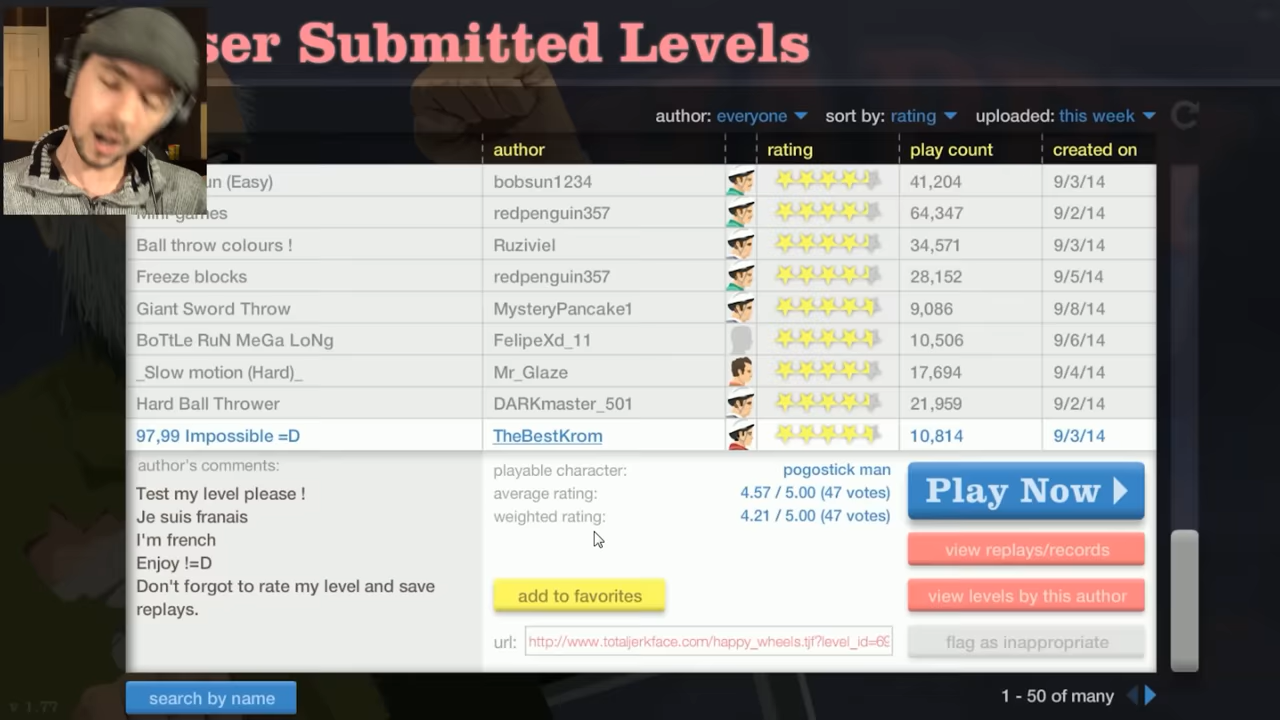 ser Submitted Levels
author: everyone sort by: rating uploaded: this week
author rating play count created on
un (Easy) bobsun1234 41,204 9/3/14
Mini-games redpenguin357 64,347 9/2/14
Ball throw colours ! Ruziviel 34,571 9/3/14
Freeze blocks redpenguin357 28,152 9/5/14
Giant Sword Throw MysteryPancake1 9,086 9/8/14
BoTtLe RuN MeGa LoNg FelipeXd_11 10,506 9/6/14
_Slow motion (Hard)_ Mr_Glaze 17,694 9/4/14
Hard Ball Thrower DARKmaster_501 21,959 9/2/14
97,99 Impossible =D TheBestKrom 10,814 9/3/14
author's comments:
Test my level please !
Je suis franais
I'm french
Enjoy !=D
Don't forgot to rate my level and save
replays.
playable character: pogostick man
average rating: 4.57 / 5.00 (47 votes)
weighted rating: 4.21 / 5.00 (47 votes)
add to favorites
url: http://www.totaljerkface.com/happy_wheels.tjf?level_id=69
Play Now
view replays/records
view levels by this author
flag as inappropriate
search by name
1 - 50 of many
v 1.77